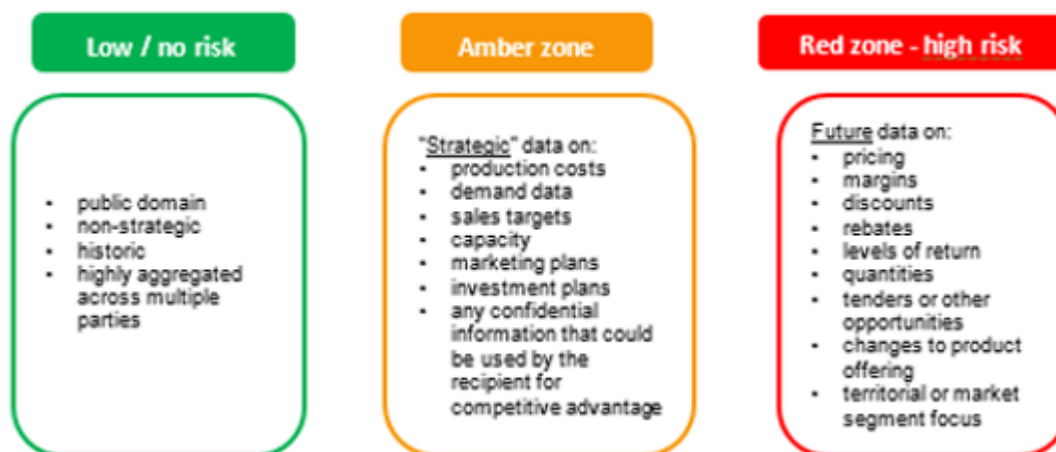 Low / no risk
• public domain
• non-strategic
• historic
• highly aggregated
across multiple
parties
Amber zone
"Strategic" data on:
• production costs
• demand data
• sales targets
• capacity
• marketing plans
• investment plans
• any confidential
information that could
be used by the
recipient for
competitive advantage
Red zone - high risk
Future data on:
• pricing
• margins
• discounts
• rebates
• levels of return
• quantities
• tenders or other
opportunities
• changes to product
offering
• territorial or market
segment focus